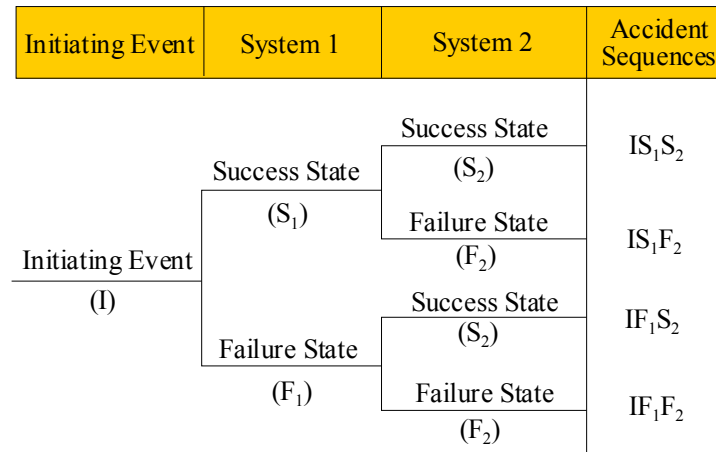 Initiating Event
System 1
System 2
Accident
Sequences
Success State
(S₂)
IS₁S₂
Success State
(S₁)
Failure State
(F₂)
IS₁F₂
Initiating Event
(I)
Success State
(S₂)
IF₁S₂
Failure State
(F₁)
Failure State
(F₂)
IF₁F₂